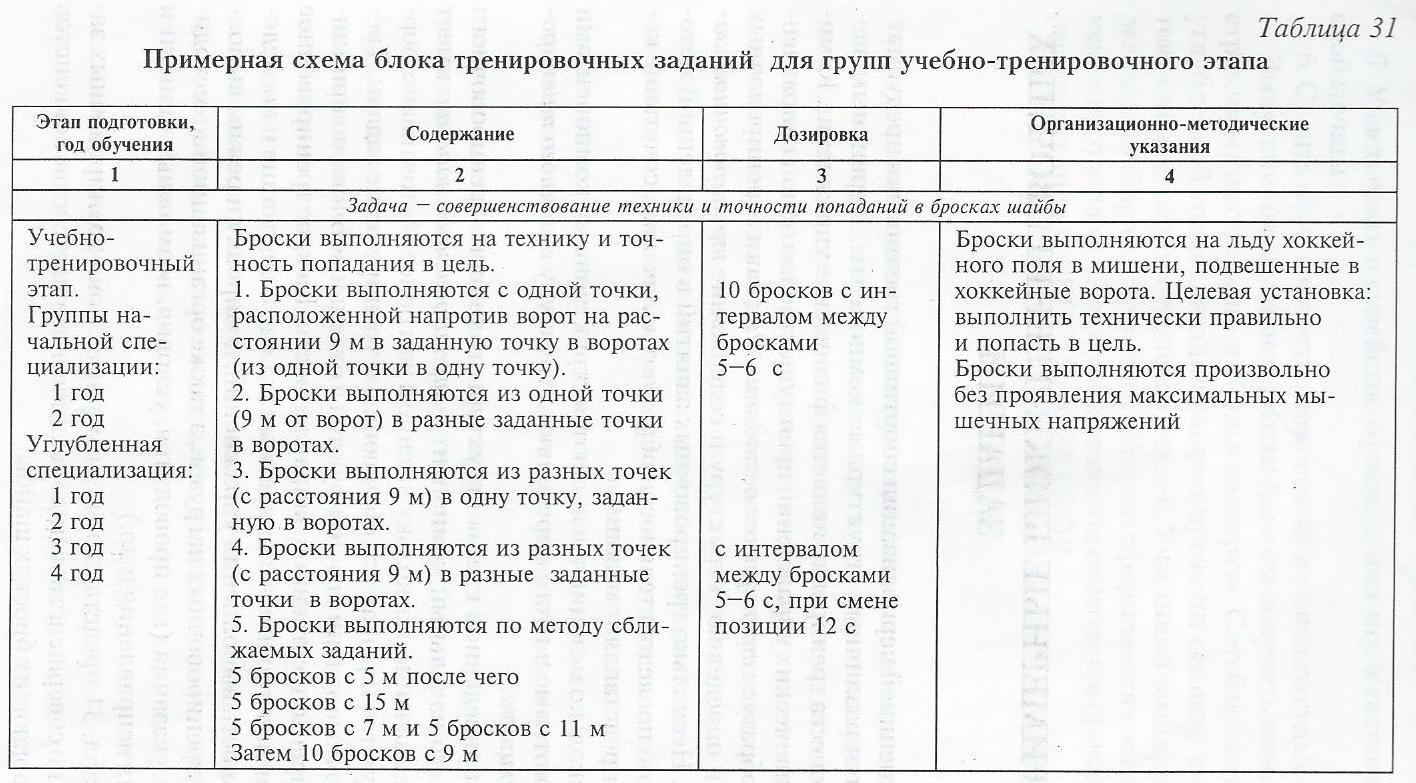 Таблица 31
Примерная схема блока тренировочных заданий для групп учебно-тренировочного этапа
Этап подготовки,
год обучения
Содержание
Дозировка
Организационно-методические
указания
1
2
3
4
Задача — совершенствование техники и точности попаданий в бросках шайбы
Учебно-
тренировочный
этап.
Группы на-
чальной спе-
циализации:
1 год
2 год
Углубленная
специализация:
1 год
2 год
3 год
4 год
Броски выполняются на технику и точ-
ность попадания в цель.
1. Броски выполняются с одной точки,
расположенной напротив ворот на рас-
стоянии 9 м в заданную точку в воротах
(из одной точки в одну точку).
2. Броски выполняются из одной точки
(9 м от ворот) в разные заданные точки
в воротах.
3. Броски выполняются из разных точек
(с расстояния 9 м) в одну точку, задан-
ную в воротах.
4. Броски выполняются из разных точек
(с расстояния 9 м) в разные заданные
точки в воротах.
5. Броски выполняются по методу сбли-
жаемых заданий.
5 бросков с 5 м после чего
5 бросков с 15 м
5 бросков с 7 м и 5 бросков с 11 м
Затем 10 бросков с 9 м
10 бросков с ин-
тервалом между
бросками
5—6 с
с интервалом
между бросками
5—6 с, при смене
позиции 12 с
Броски выполняются на льду хоккей-
ного поля в мишени, подвешенные в
хоккейные ворота. Целевая установка:
выполнить технически правильно
и попасть в цель.
Броски выполняются произвольно
без проявления максимальных мы-
шечных напряжений